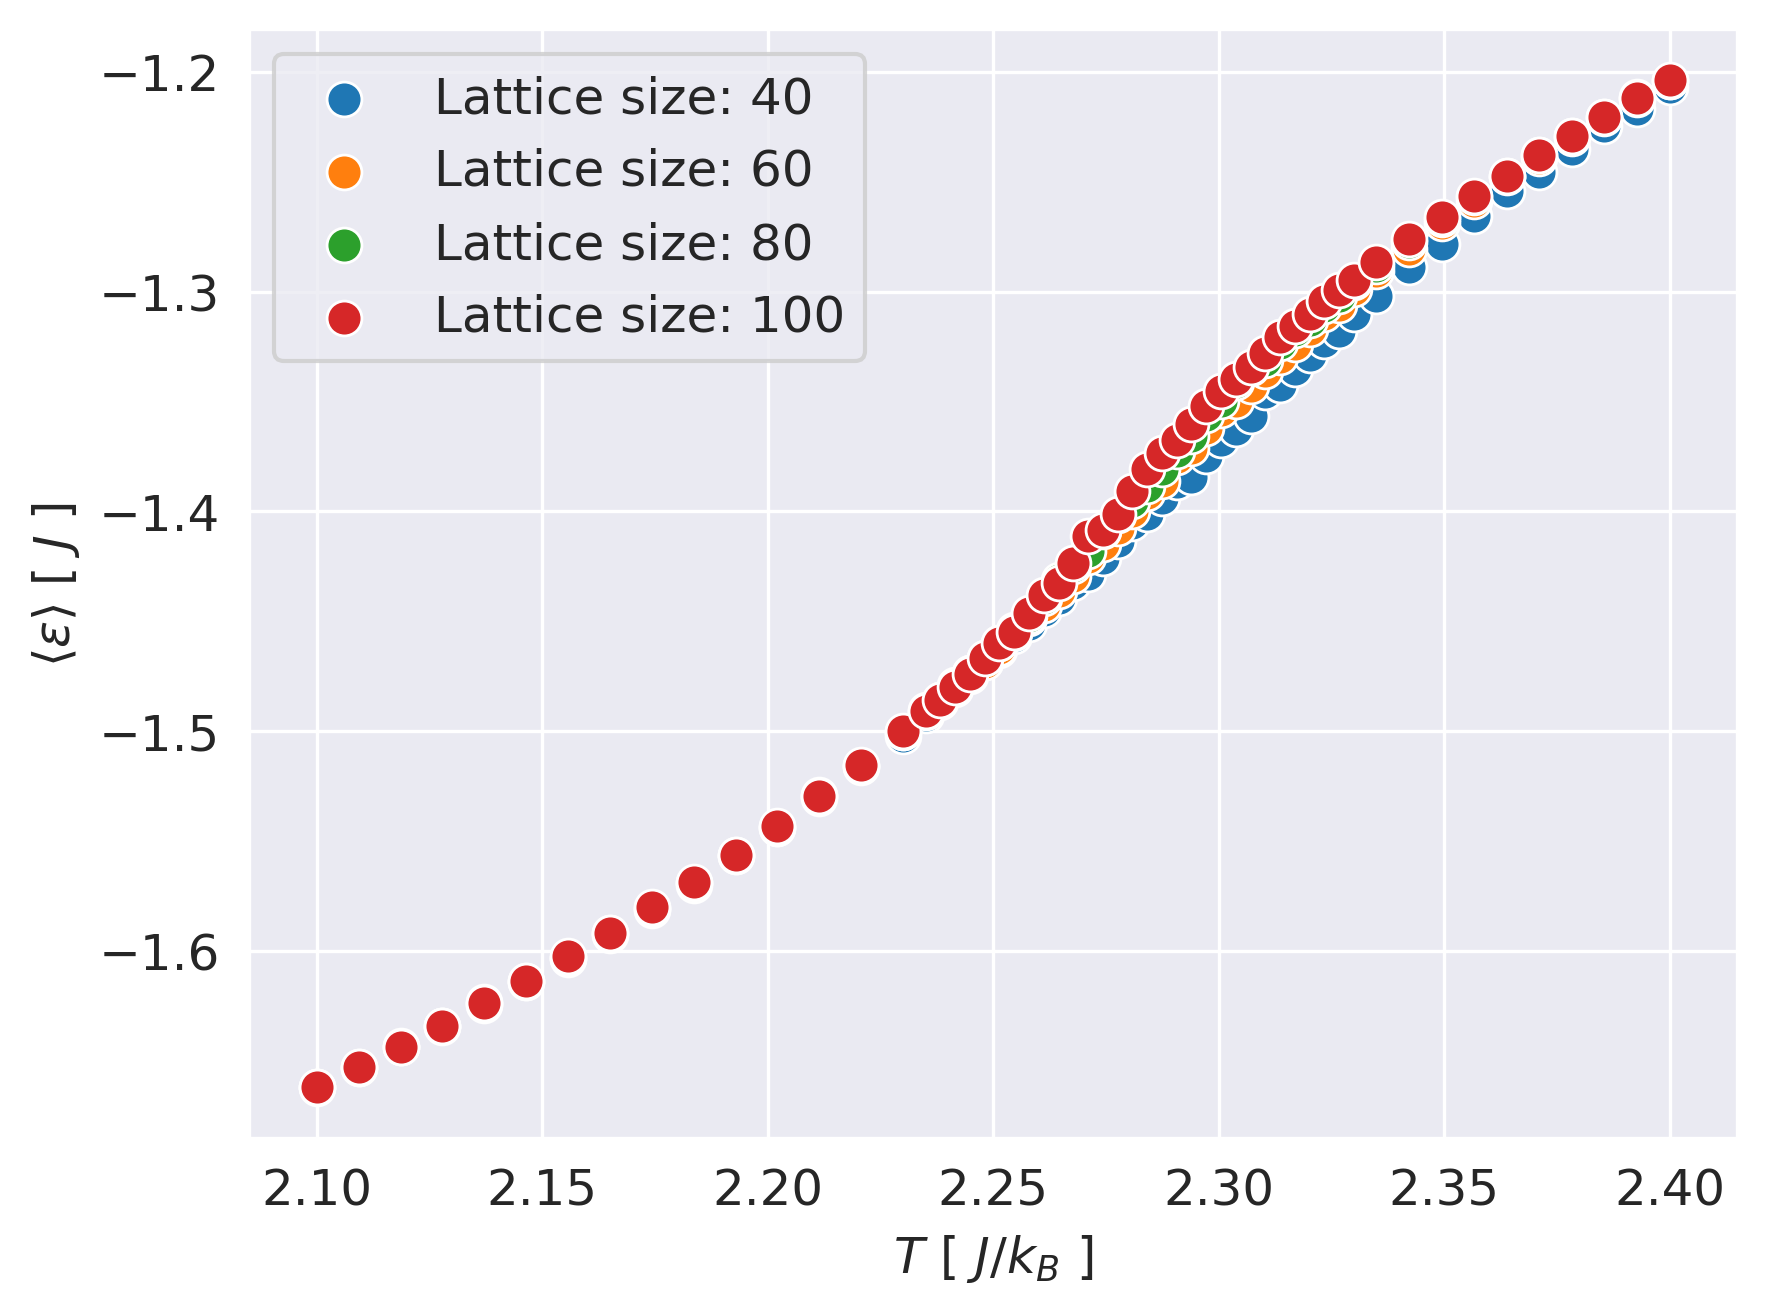 Lattice size: 40
Lattice size: 60
Lattice size: 80
Lattice size: 100
−1.2
−1.3
−1.4
−1.5
−1.6
⟨ε⟩ [ J ]
2.10 2.15 2.20 2.25 2.30 2.35 2.40
T [ J/k_B ]